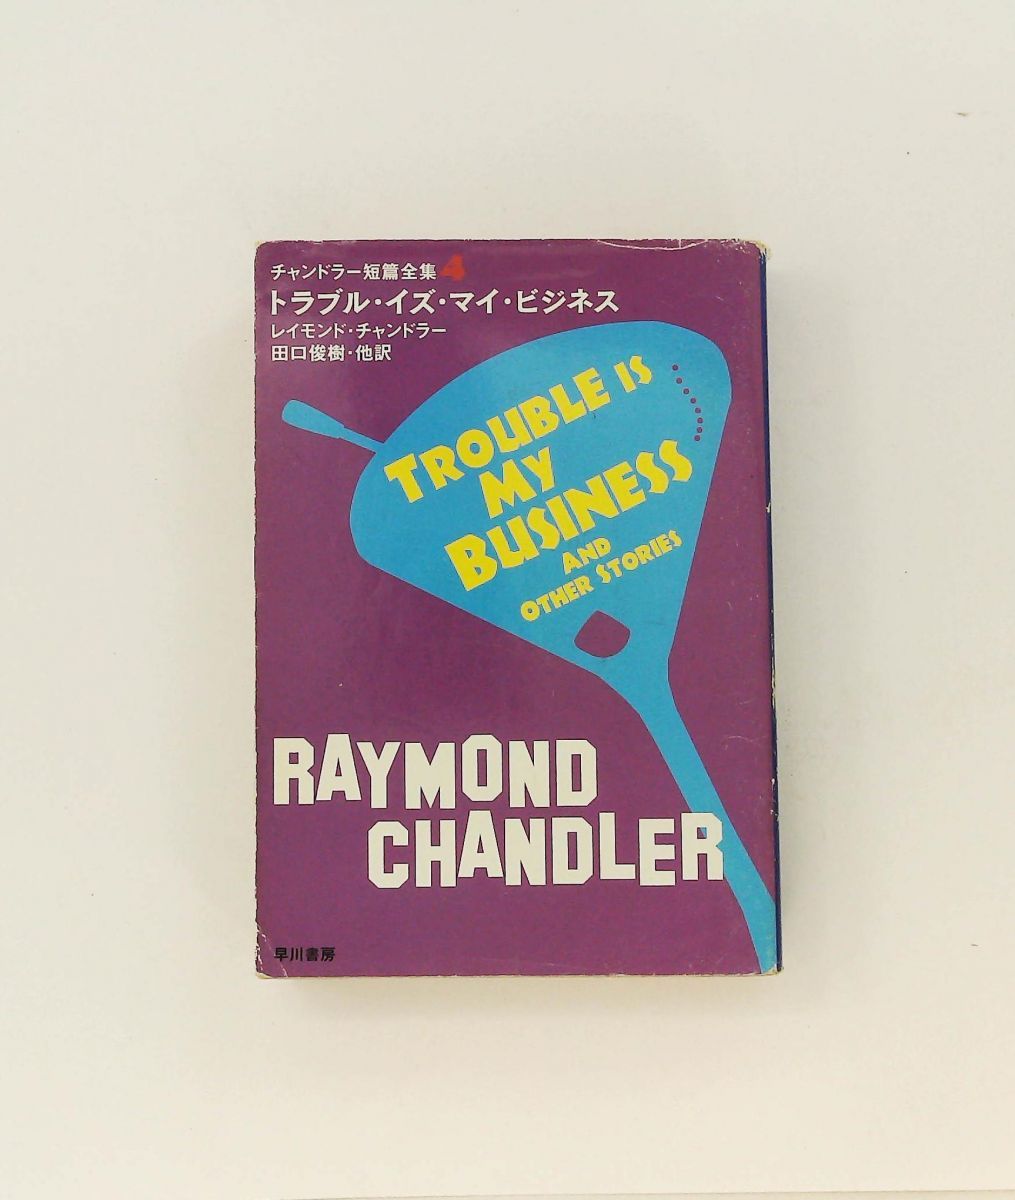 チャンドラー短篇全集4
トラブル・イズ・マイ・ビジネス
レイモンド・チャンドラー
田口俊樹・他訳
TROUBLE IS
MY
BUSINESS
AND
OTHER STORIES
RAYMOND
CHANDLER
早川書房